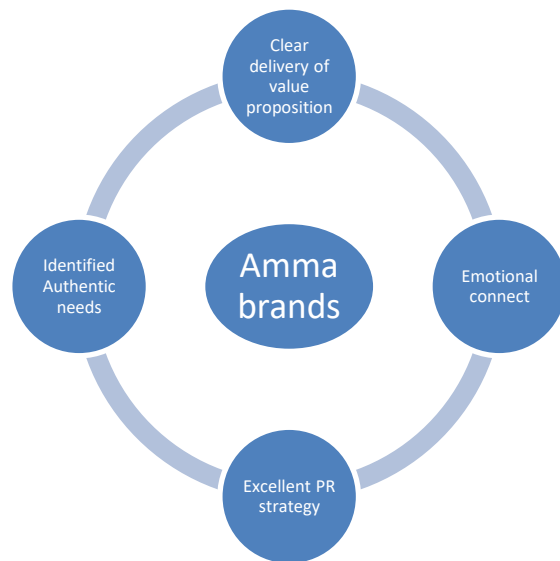 Clear
delivery of
value
proposition
Identified
Authentic
needs
Amma
brands
Emotional
connect
Excellent PR
strategy